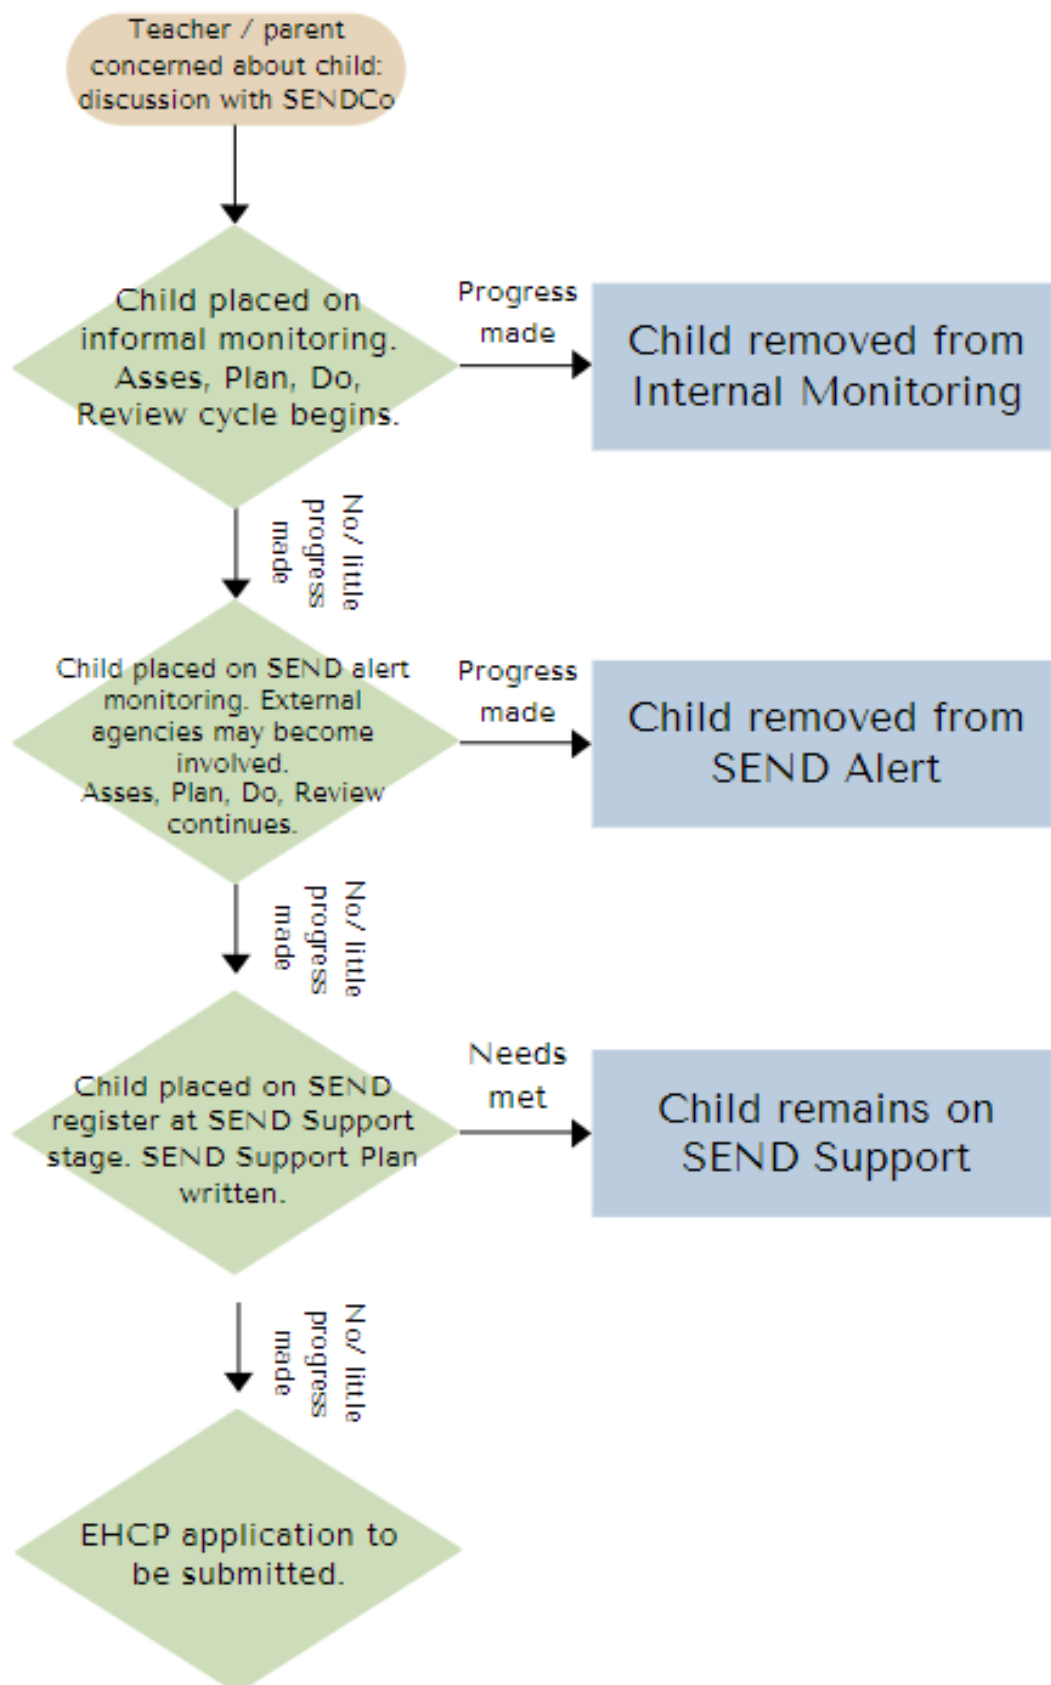 Teacher / parent
concerned about child:
discussion with SENDCo
Child placed on
informal monitoring.
Asses, Plan, Do,
Review cycle begins.
Progress
made
Child removed from
Internal Monitoring
No/ little
progress
made
Child placed on SEND alert
monitoring. External
agencies may become
involved.
Asses, Plan, Do, Review
continues.
Progress
made
Child removed from
SEND Alert
No/ little
progress
made
Child placed on SEND
register at SEND Support
stage. SEND Support Plan
written.
Needs
met
Child remains on
SEND Support
No/ little
progress
made
EHCP application to
be submitted.